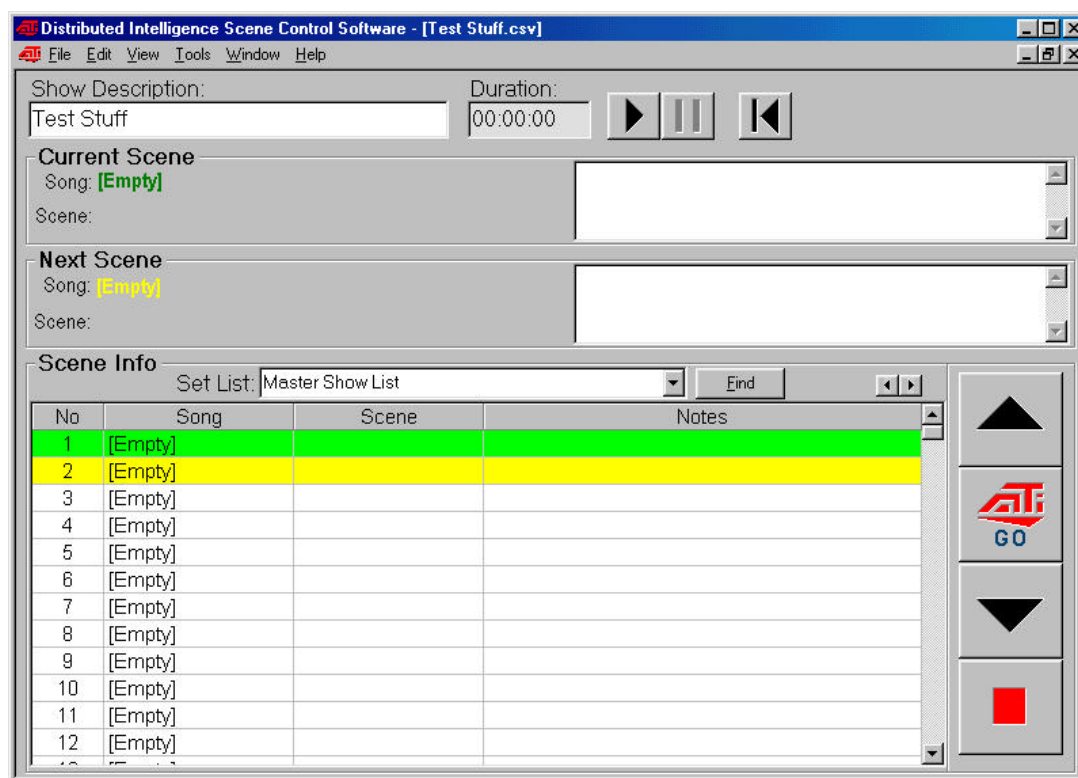 Distributed Intelligence Scene Control Software - [Test Stuff.csv]
File Edit View Tools Window Help
Show Description: Duration:
Test Stuff 00:00:00
Current Scene
Song: [Empty]
Scene:
Next Scene
Song: [Empty]
Scene:
Scene Info
Set List: Master Show List Find
No Song Scene Notes
1 [Empty]
2 [Empty]
3 [Empty]
4 [Empty]
5 [Empty]
6 [Empty]
7 [Empty]
8 [Empty]
9 [Empty]
10 [Empty]
11 [Empty]
12 [Empty]
ATi
GO